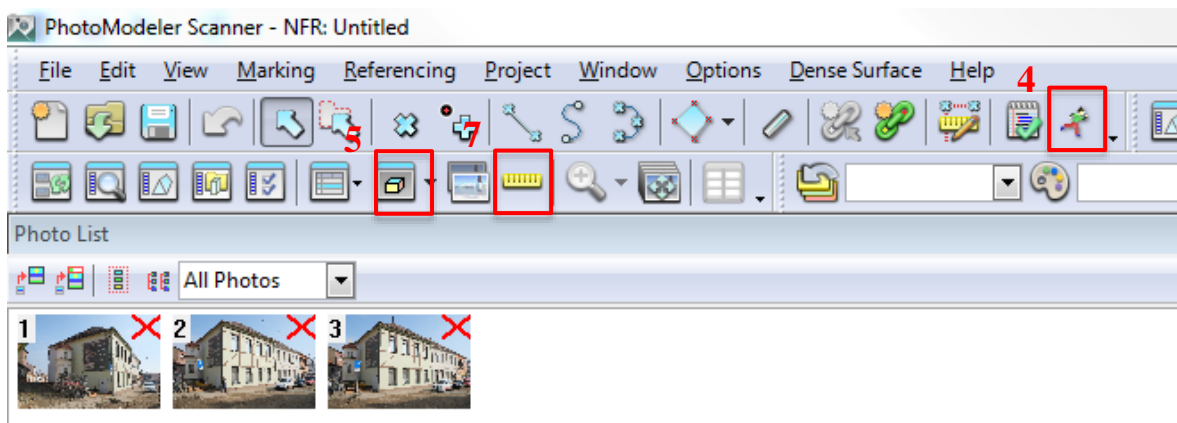 PhotoModeler Scanner - NFR: Untitled
File Edit View Marking Referencing Project Window Options Dense Surface Help
4
5
7
Photo List
All Photos
1 2 3